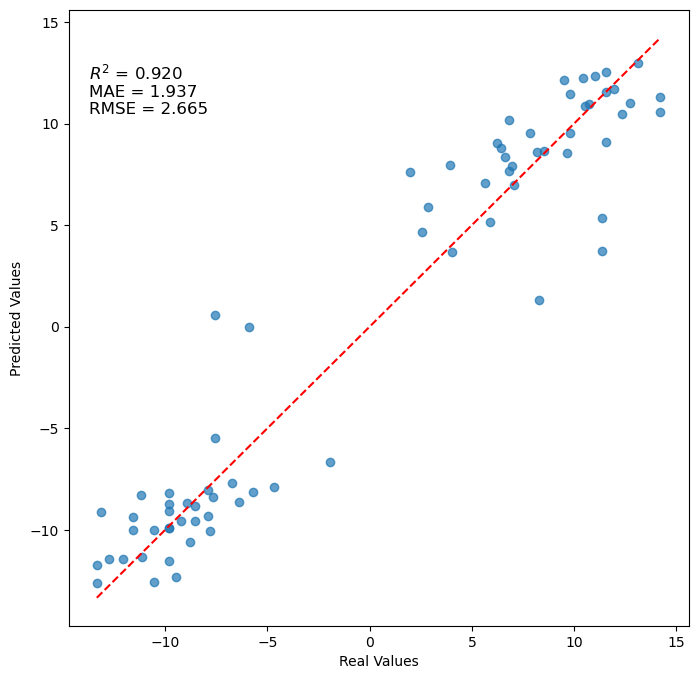 15
10
5
0
−5
−10
R² = 0.920
MAE = 1.937
RMSE = 2.665
Predicted Values
−10 −5 0 5 10 15
Real Values